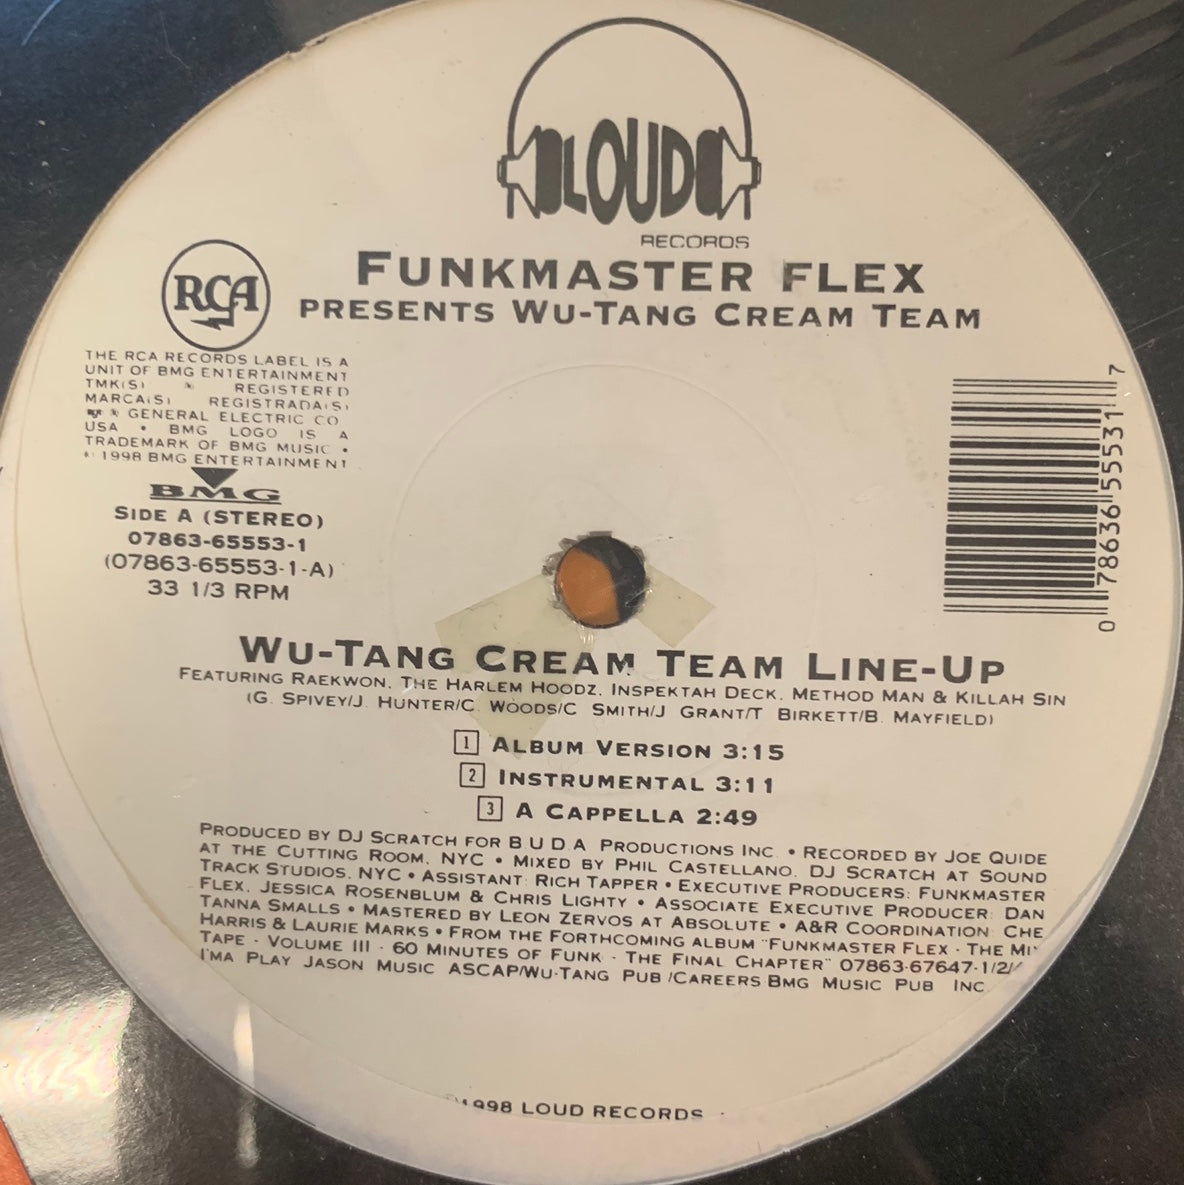 LOUD
RECORDS
FUNKMASTER FLEX
PRESENTS WU-TANG CREAM TEAM
RCA
THE RCA RECORDS LABEL IS A
UNIT OF BMG ENTERTAINMENT
TMK(S) ® REGISTERED
MARCA(S) REGISTRADA(S)
GENERAL ELECTRIC CO
USA • BMG LOGO IS A
TRADEMARK OF BMG MUSIC •
1998 BMG ENTERTAINMENT
BMG
SIDE A (STEREO)
07863-65553-1
(07863-65553-1-A)
33 1/3 RPM
0 78636 55531 7
WU-TANG CREAM TEAM LINE-UP
FEATURING RAEKWON, THE HARLEM HOODZ, INSPEKTAH DECK, METHOD MAN & KILLAH SIN
(G. SPIVEY/J. HUNTER/C. WOODS/C SMITH/J GRANT/T BIRKETT/B. MAYFIELD)
1 ALBUM VERSION 3:15
2 INSTRUMENTAL 3:11
3 A CAPPELLA 2:49
PRODUCED BY DJ SCRATCH FOR B U D A PRODUCTIONS INC. • RECORDED BY JOE QUIDE
AT THE CUTTING ROOM, NYC • MIXED BY PHIL CASTELLANO, DJ SCRATCH AT SOUND
TRACK STUDIOS, NYC • ASSISTANT: RICH TAPPER • EXECUTIVE PRODUCERS: FUNKMASTER
FLEX, JESSICA ROSENBLUM & CHRIS LIGHTY • ASSOCIATE EXECUTIVE PRODUCER: DAN
TANNA SMALLS • MASTERED BY LEON ZERVOS AT ABSOLUTE • A&R COORDINATION: CHE
HARRIS & LAURIE MARKS • FROM THE FORTHCOMING ALBUM "FUNKMASTER FLEX - THE MIX
TAPE - VOLUME III - 60 MINUTES OF FUNK - THE FINAL CHAPTER" 07863-67647-1/2/4
I'MA PLAY JASON MUSIC ASCAP/WU-TANG PUB /CAREERS BMG MUSIC PUB INC.
1998 LOUD RECORDS